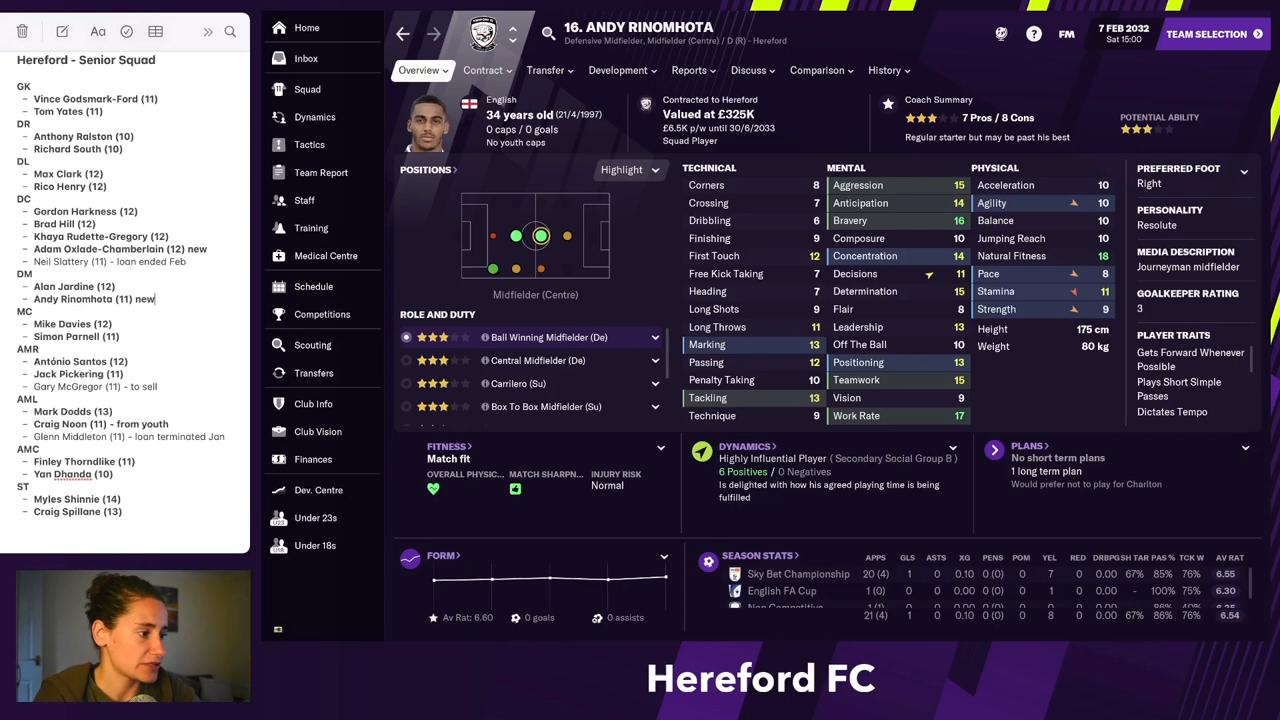 Aa
Hereford - Senior Squad
GK
- Vince Godsmark-Ford (11)
- Tom Yates (11)
DR
- Anthony Ralston (10)
- Richard South (10)
DL
- Max Clark (12)
- Rico Henry (12)
DC
- Gordon Harkness (12)
- Brad Hill (12)
- Khaya Rudette-Gregory (12)
- Adam Oxlade-Chamberlain (12) new
- Neil Slattery (11) - loan ended Feb
DM
- Alan Jardine (12)
- Andy Rinomhota (11) new
MC
- Mike Davies (12)
- Simon Parnell (11)
AMR
- António Santos (12)
- Jack Pickering (11)
- Gary McGregor (11) - to sell
AML
- Mark Dodds (13)
- Craig Noon (11) - from youth
- Glenn Middleton (11) - loan terminated Jan
AMC
- Finley Thorndlike (11)
- Yan Dhanda (10)
ST
- Myles Shinnie (14)
- Craig Spillane (13)
Home
Inbox
Squad
Dynamics
Tactics
Team Report
Staff
Training
Medical Centre
Schedule
Competitions
Scouting
Transfers
Club Info
Club Vision
Finances
Dev. Centre
U23 Under 23s
U18 Under 18s
16. ANDY RINOMHOTA
Defensive Midfielder, Midfielder (Centre) / D (R) - Hereford
? FM
7 FEB 2032
Sat 15:00
TEAM SELECTION
Overview Contract Transfer Development Reports Discuss Comparison History
English
34 years old (21/4/1997)
0 caps / 0 goals
No youth caps
Contracted to Hereford
Valued at £325K
£6.5K p/w until 30/6/2033
Squad Player
Coach Summary
7 Pros / 8 Cons
Regular starter but may be past his best
POTENTIAL ABILITY
POSITIONS
Highlight
Midfielder (Centre)
ROLE AND DUTY
Ball Winning Midfielder (De)
Central Midfielder (De)
Carrilero (Su)
Box To Box Midfielder (Su)
TECHNICAL
Corners 8
Crossing 7
Dribbling 6
Finishing 9
First Touch 12
Free Kick Taking 7
Heading 7
Long Shots 9
Long Throws 11
Marking 13
Passing 12
Penalty Taking 10
Tackling 13
Technique 9
MENTAL
Aggression 15
Anticipation 14
Bravery 16
Composure 10
Concentration 14
Decisions 11
Determination 15
Flair 8
Leadership 13
Off The Ball 10
Positioning 13
Teamwork 15
Vision 9
Work Rate 17
PHYSICAL
Acceleration 10
Agility 10
Balance 10
Jumping Reach 10
Natural Fitness 18
Pace 8
Stamina 11
Strength 9
Height 175 cm
Weight 80 kg
PREFERRED FOOT
Right
PERSONALITY
Resolute
MEDIA DESCRIPTION
Journeyman midfielder
GOALKEEPER RATING
3
PLAYER TRAITS
Gets Forward Whenever
Possible
Plays Short Simple
Passes
Dictates Tempo
FITNESS
Match fit
OVERALL PHYSIC... MATCH SHARPN... INJURY RISK
Normal
DYNAMICS
Highly Influential Player ( Secondary Social Group B )
6 Positives / 0 Negatives
Is delighted with how his agreed playing time is being
fulfilled
PLANS
No short term plans
1 long term plan
Would prefer not to play for Charlton
FORM
Av Rat: 6.60 0 goals 0 assists
SEASON STATS
APPS GLS ASTS XG PENS POM YEL RED DRBPG SH TAR PAS % TCK W AV RAT
Sky Bet Championship 20 (4) 1 0 0.10 0 (0) 0 7 0 0.00 67% 85% 76% 6.55
English FA Cup 1 (0) 0 0 0.00 0 (0) 0 1 0 0.00 - 100% 75% 6.30
21 (4) 1 0 0.10 0 (0) 0 8 0 0.00 67% 86% 76% 6.54
Hereford FC